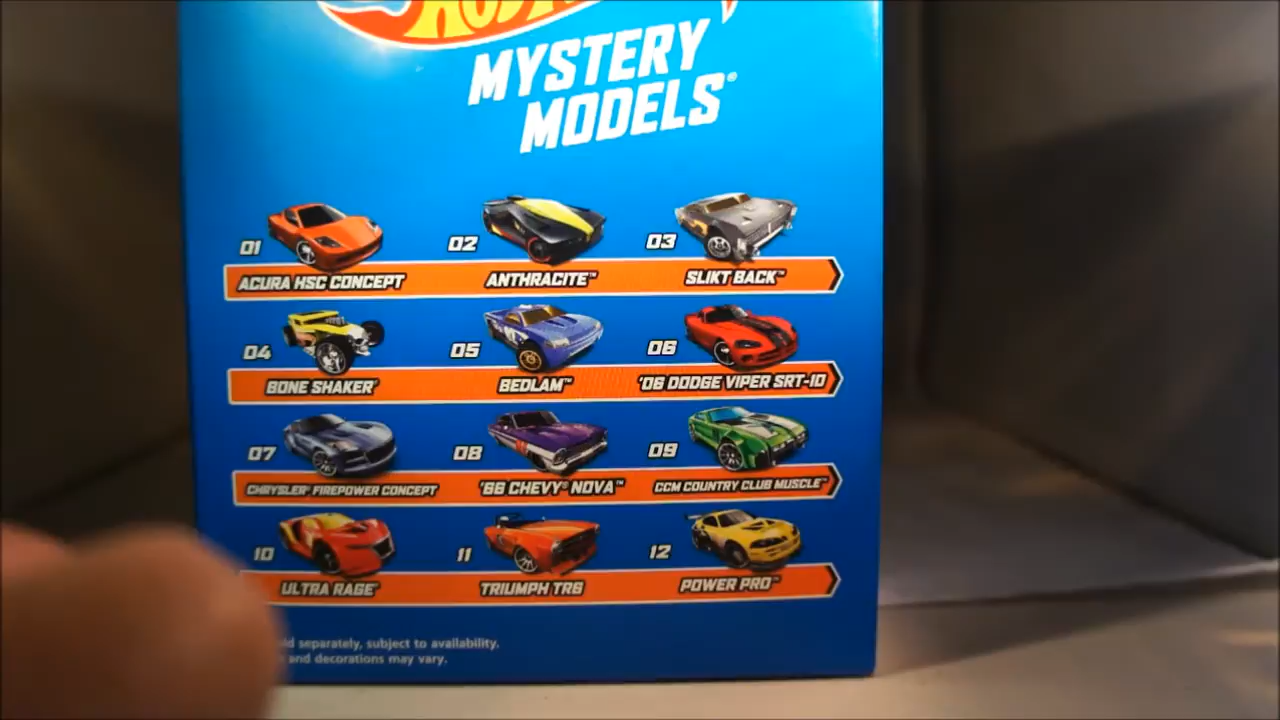 HOT
MYSTERY
MODELS®
01 02 03
ACURA HSC CONCEPT ANTHRACITE™ SLIKT BACK™
04 05 06
BONE SHAKER® BEDLAM™ '06 DODGE VIPER SRT-10
07 08 09
CHRYSLER® FIREPOWER CONCEPT '66 CHEVY® NOVA™ CCM COUNTRY CLUB MUSCLE™
10 11 12
ULTRA RAGE® TRIUMPH TR6 POWER PRO™
separately, subject to availability.
and decorations may vary.